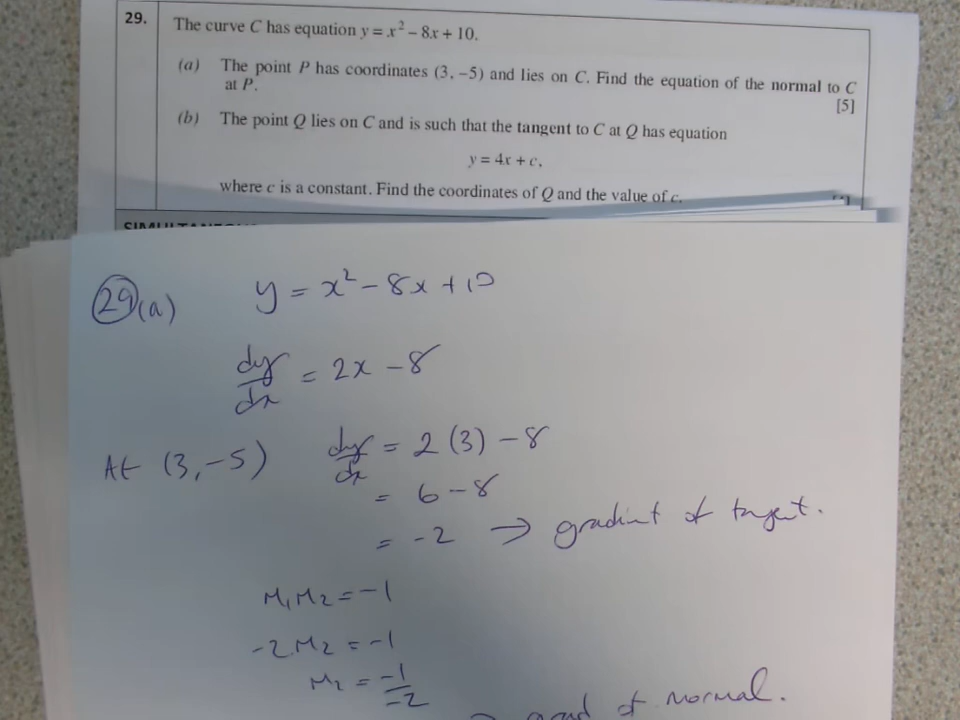 29. The curve C has equation y = x² – 8x + 10.
(a) The point P has coordinates (3, –5) and lies on C. Find the equation of the normal to C
at P. [5]
(b) The point Q lies on C and is such that the tangent to C at Q has equation
y = 4x + c,
where c is a constant. Find the coordinates of Q and the value of c.
29 (a) y = x² - 8x + 10
dy/dx = 2x - 8
At (3, -5) dy/dx = 2(3) - 8
= 6 - 8
= -2 → gradient of tangent.
M₁M₂ = -1
-2M₂ = -1
M₂ = -1/-2
→ grad of normal.